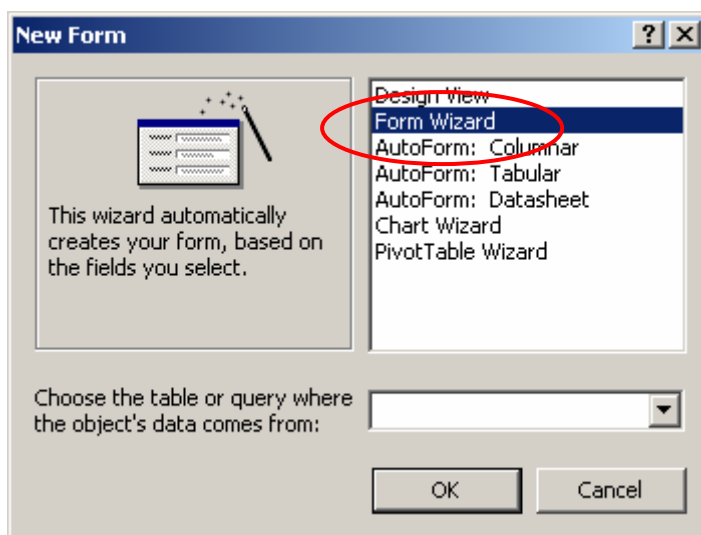 New Form
?
X
This wizard automatically
creates your form, based on
the fields you select.
Design View
Form Wizard
AutoForm: Columnar
AutoForm: Tabular
AutoForm: Datasheet
Chart Wizard
PivotTable Wizard
Choose the table or query where
the object's data comes from:
OK
Cancel